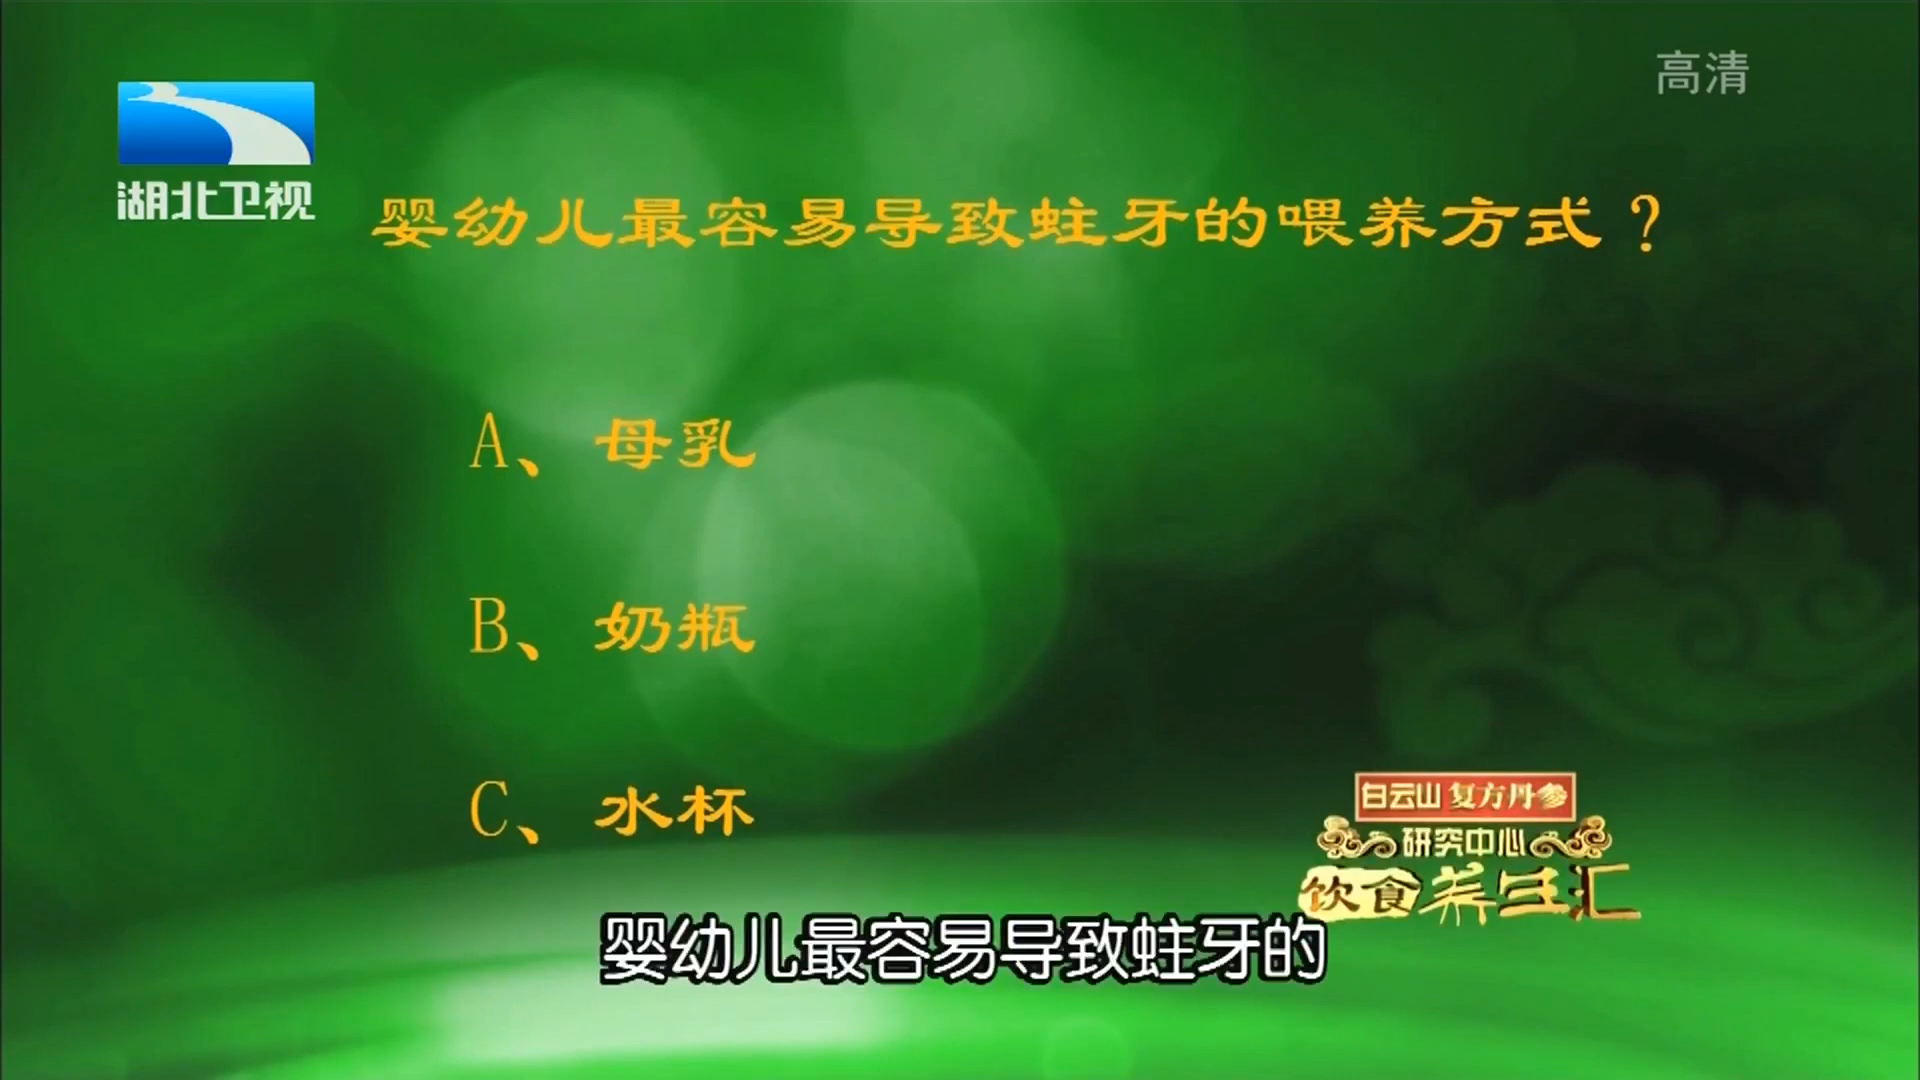 高清
湖北卫视
婴幼儿最容易导致蛀牙的喂养方式？
A、母乳
B、奶瓶
C、水杯
白云山复方丹参
研究中心
饮食养生汇
婴幼儿最容易导致蛀牙的